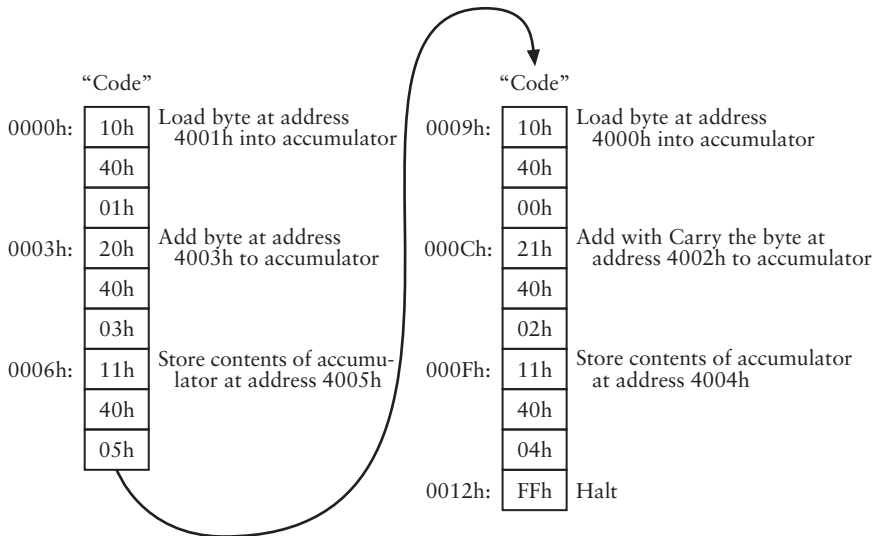 “Code”
0000h: 10h Load byte at address
4001h into accumulator
40h
01h
0003h: 20h Add byte at address
4003h to accumulator
40h
03h
0006h: 11h Store contents of accumu-
lator at address 4005h
40h
05h
“Code”
0009h: 10h Load byte at address
4000h into accumulator
40h
00h
000Ch: 21h Add with Carry the byte at
address 4002h to accumulator
40h
02h
000Fh: 11h Store contents of accumulator
at address 4004h
40h
04h
0012h: FFh Halt